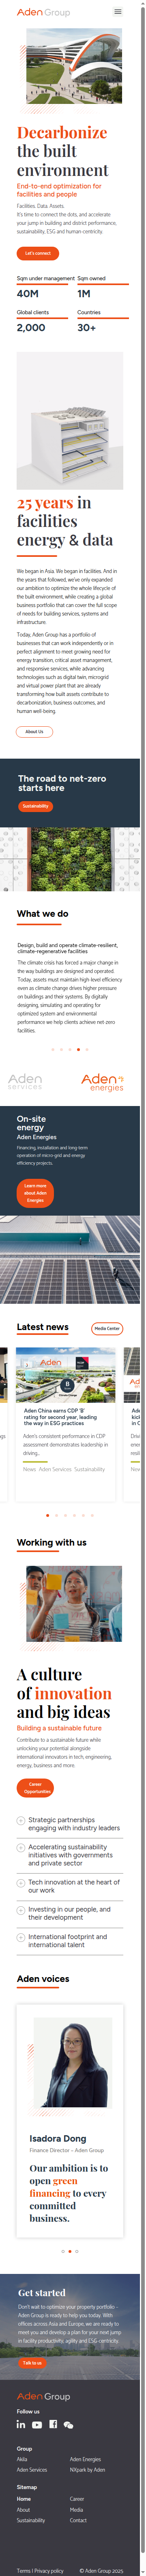 Aden Group
Decarbonize
the built
environment
End-to-end optimization for
facilities and people
Facilities. Data. Assets.
It's time to connect the dots, and accelerate
your jump in building and district performance,
sustainability, ESG and human-centricity.
Let's connect
Sqm under management
Sqm owned
40M
1M
Global clients
Countries
2,000
30+
25 years in
facilities
energy & data
We began in Asia. We began in facilities. And in
the years that followed, we've only expanded
our ambition to optimize the whole lifecycle of
the built environment, while creating a global
business portfolio that can cover the full scope
of needs for building services, systems and
infrastructure.
Today, Aden Group has a portfolio of
businesses that can work independently or in
perfect alignment to meet growing need for
energy transition, critical asset management,
and responsive services, while leveraging
technologies such as digital twin, microgrid
and virtual power plant that are already
transforming how built assets contribute to
decarbonization, business outcomes, and
human well-being.
About Us
The road to net-zero
starts here
Sustainability
What we do
Design, build and operate climate-resilient,
climate-regenerative facilities
The climate crisis has forced a major change in
the way buildings are designed and operated.
Today, assets must maintain high level efficiency
even as climate change drives higher pressures
on buildings and their systems. By digitally
designing, simulating, and operating for
optimized system and environmental
performance we help clients achieve net-zero
facilities.
Aden
services
Aden
energies
On-site
energy
Aden Energies
Financing, installation and long-term
operation of micro-grid and energy
efficiency projects.
Learn more
about Aden
Energies
Latest news
Media Center
Aden
Aden China earns CDP 'B'
rating for second year, leading
the way in ESG practices
Aden's consistent performance in CDP
assessment demonstrates leadership in
driving...
News Aden Services Sustainability
Working with us
A culture
of innovation
and big ideas
Building a sustainable future
Contribute to a sustainable future while
unlocking your potential alongside
international innovators in tech, engineering,
energy, business and more.
Career
Opportunities
Strategic partnerships
engaging with industry leaders
Accelerating sustainability
initiatives with governments
and private sector
Tech innovation at the heart of
our work
Investing in our people, and
their development
International footprint and
international talent
Aden voices
Isadora Dong
Finance Director – Aden Group
Our ambition is to
open green
financing to every
committed
business.
Get started
Don't wait to optimize your property portfolio –
Aden Group is ready to help you today. With
offices across Asia and Europe, we are ready to
meet you and develop a plan for your next jump
in facility productivity, agility and ESG-centricity.
Talk to us
Aden Group
Follow us
Group
Akila
Aden Energies
Aden Services
NXpark by Aden
Sitemap
Home
Career
About
Media
Sustainability
Contact
Terms | Privacy policy
© Aden Group 2025